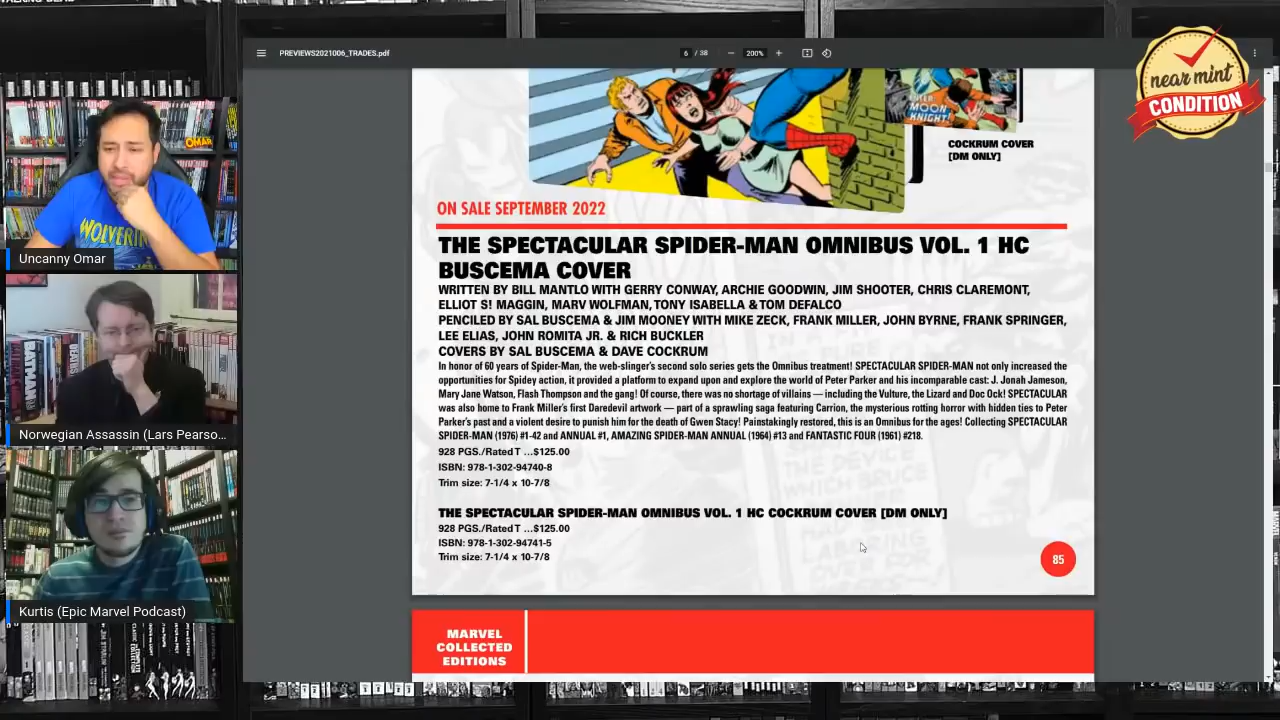 PREVIEWS2021006_TRADES.pdf
6 / 38
200%
near mint
CONDITION
ENTER
MOON
KNIGHT!
COCKRUM COVER
[DM ONLY]
OMAR
WOLVERIN
Uncanny Omar
BATMAN
Norwegian Assassin (Lars Pearso...
Kurtis (Epic Marvel Podcast)
ON SALE SEPTEMBER 2022
THE SPECTACULAR SPIDER-MAN OMNIBUS VOL. 1 HC
BUSCEMA COVER
WRITTEN BY BILL MANTLO WITH GERRY CONWAY, ARCHIE GOODWIN, JIM SHOOTER, CHRIS CLAREMONT,
ELLIOT S! MAGGIN, MARV WOLFMAN, TONY ISABELLA & TOM DEFALCO
PENCILED BY SAL BUSCEMA & JIM MOONEY WITH MIKE ZECK, FRANK MILLER, JOHN BYRNE, FRANK SPRINGER,
LEE ELIAS, JOHN ROMITA JR. & RICH BUCKLER
COVERS BY SAL BUSCEMA & DAVE COCKRUM
In honor of 60 years of Spider-Man, the web-slinger's second solo series gets the Omnibus treatment! SPECTACULAR SPIDER-MAN not only increased the
opportunities for Spidey action, it provided a platform to expand upon and explore the world of Peter Parker and his incomparable cast: J. Jonah Jameson,
Mary Jane Watson, Flash Thompson and the gang! Of course, there was no shortage of villains — including the Vulture, the Lizard and Doc Ock! SPECTACULAR
was also home to Frank Miller's first Daredevil artwork — part of a sprawling saga featuring Carrion, the mysterious rotting horror with hidden ties to Peter
Parker's past and a violent desire to punish him for the death of Gwen Stacy! Painstakingly restored, this is an Omnibus for the ages! Collecting SPECTACULAR
SPIDER-MAN (1976) #1-42 and ANNUAL #1, AMAZING SPIDER-MAN ANNUAL (1964) #13 and FANTASTIC FOUR (1961) #218.
928 PGS./Rated T ...$125.00
ISBN: 978-1-302-94740-8
Trim size: 7-1/4 x 10-7/8
THE SPECTACULAR SPIDER-MAN OMNIBUS VOL. 1 HC COCKRUM COVER [DM ONLY]
928 PGS./Rated T ...$125.00
ISBN: 978-1-302-94741-5
Trim size: 7-1/4 x 10-7/8
85
MARVEL
COLLECTED
EDITIONS